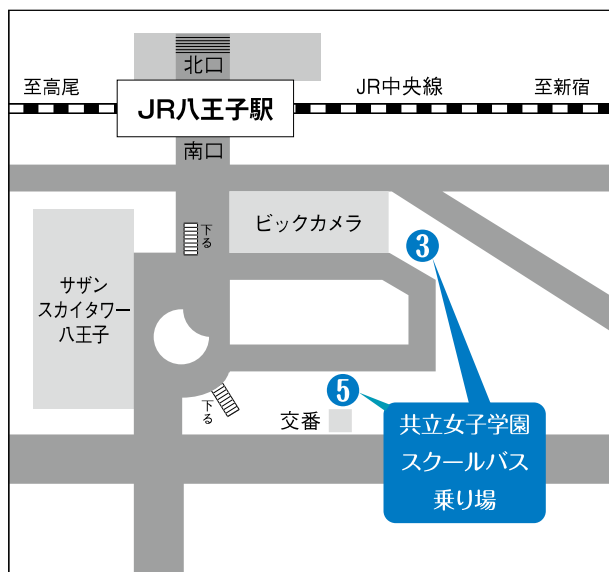 北口
至高尾
JR中央線
至新宿
JR八王子駅
南口
下る
ビックカメラ
3
サザン
スカイタワー
八王子
5
下る
交番
共立女子学園
スクールバス
乗り場